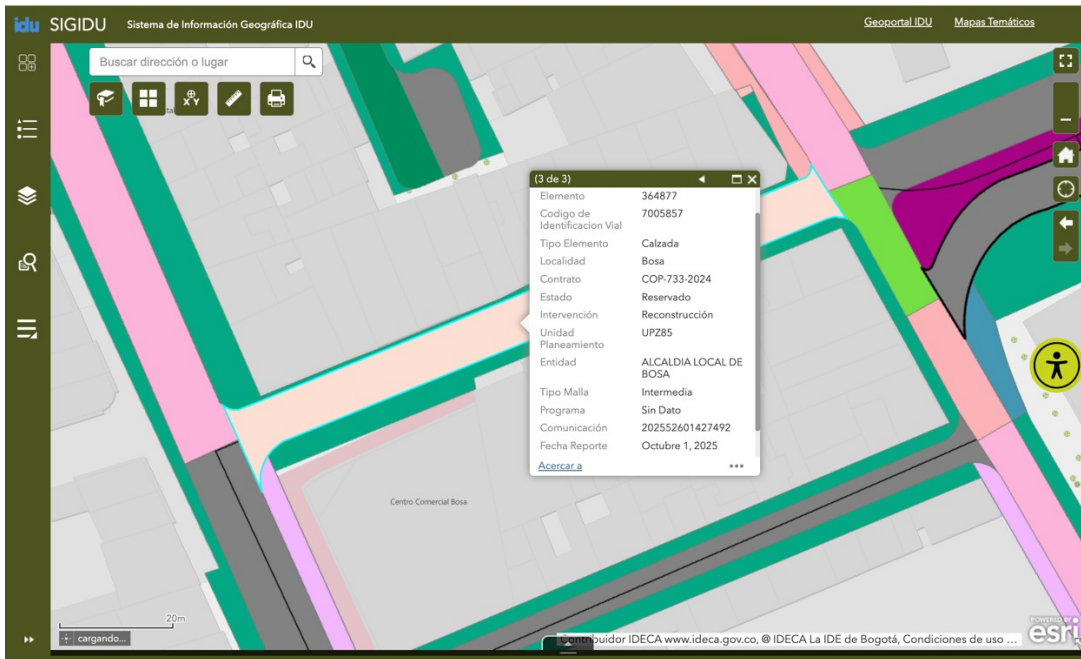 idu SIGIDU Sistema de Información Geográfica IDU Geoportal IDU Mapas Temáticos
Buscar dirección o lugar
X Y
(3 de 3)
Elemento 364877
Codigo de Identificacion Vial 7005857
Tipo Elemento Calzada
Localidad Bosa
Contrato COP-733-2024
Estado Reservado
Intervención Reconstrucción
Unidad Planeamiento UPZ85
Entidad ALCALDIA LOCAL DE BOSA
Tipo Malla Intermedia
Programa Sin Dato
Comunicación 202552601427492
Fecha Reporte Octubre 1, 2025
Acercar a
Centro Comercial Bosa
20m
cargando...
Contribuidor IDECA www.ideca.gov.co, @ IDECA La IDE de Bogotá, Condiciones de uso ...
POWERED BY
esri